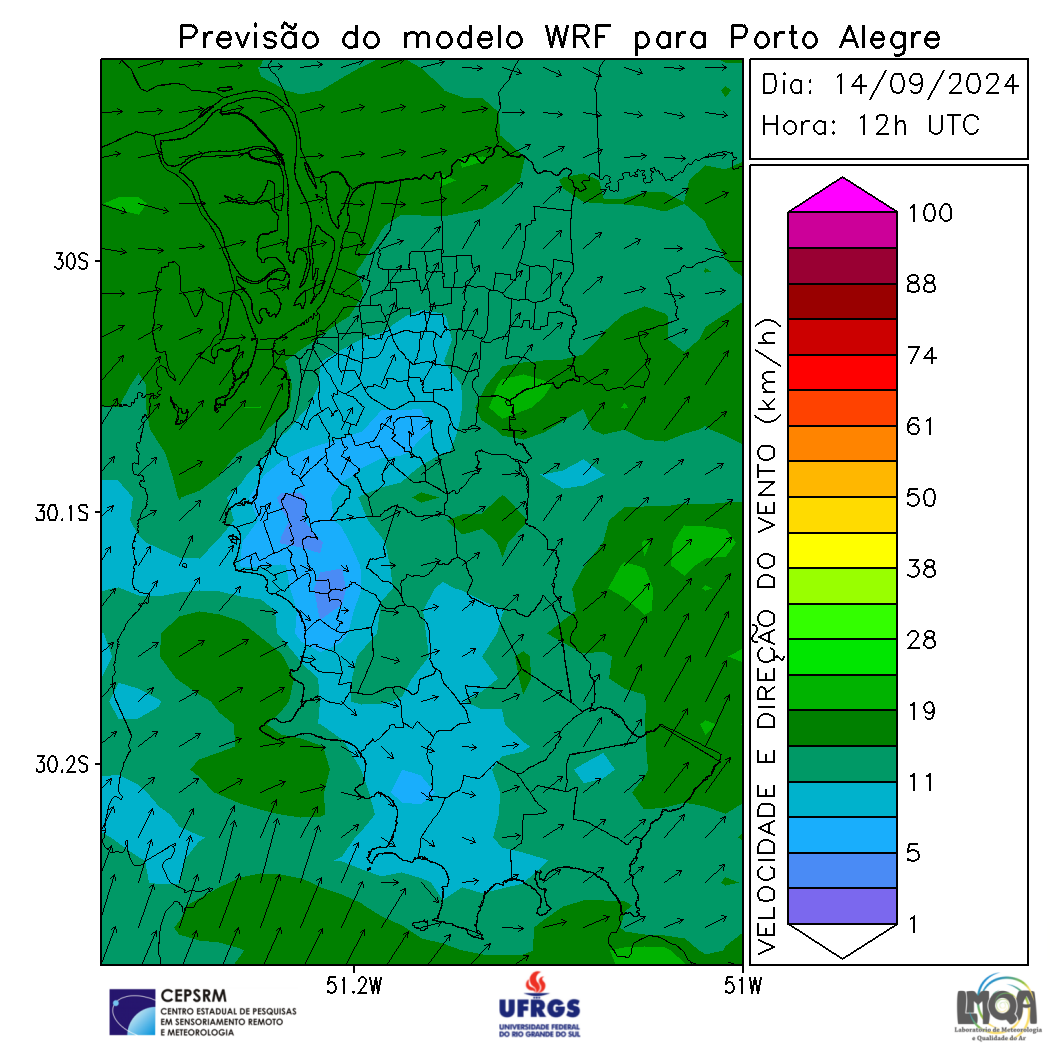 Previsão do modelo WRF para Porto Alegre
Dia: 14/09/2024
Hora: 12h UTC
30S
30.1S
30.2S
51.2W
51W
VELOCIDADE E DIREÇÃO DO VENTO (km/h)
100
88
74
61
50
38
28
19
11
5
1
CEPSRM
CENTRO ESTADUAL DE PESQUISAS
EM SENSORIAMENTO REMOTO
E METEOROLOGIA
UFRGS
UNIVERSIDADE FEDERAL
DO RIO GRANDE DO SUL
LMQA
Laboratório de Meteorologia
e Qualidade do Ar